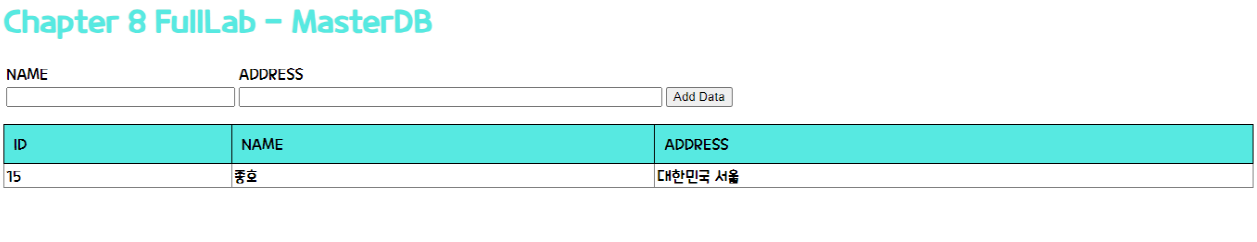 Chapter 8 FullLab - MasterDB
NAME ADDRESS
Add Data
ID NAME ADDRESS
15 종호 대한민국 서울